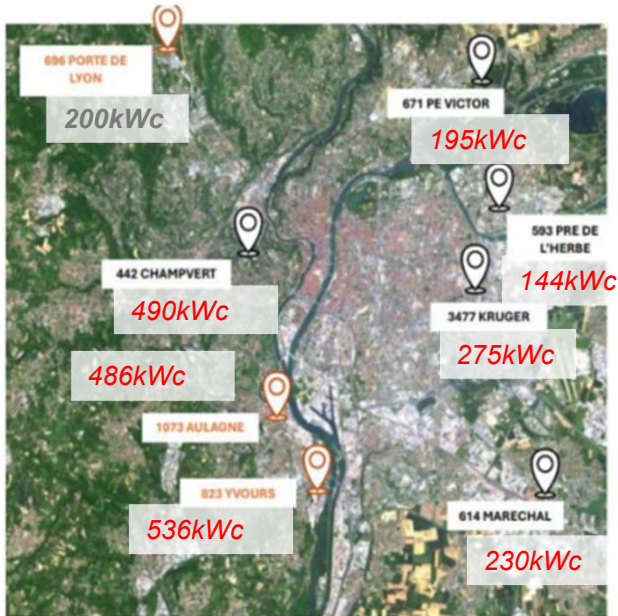 696 PORTE DE
LYON
200kWc
671 PE VICTOR
195kWc
593 PRE DE
L'HERBE
144kWc
442 CHAMPVERT
490kWc
3477 KRUGER
275kWc
486kWc
1073 AULAGNE
823 YVOURS
536kWc
614 MARECHAL
230kWc